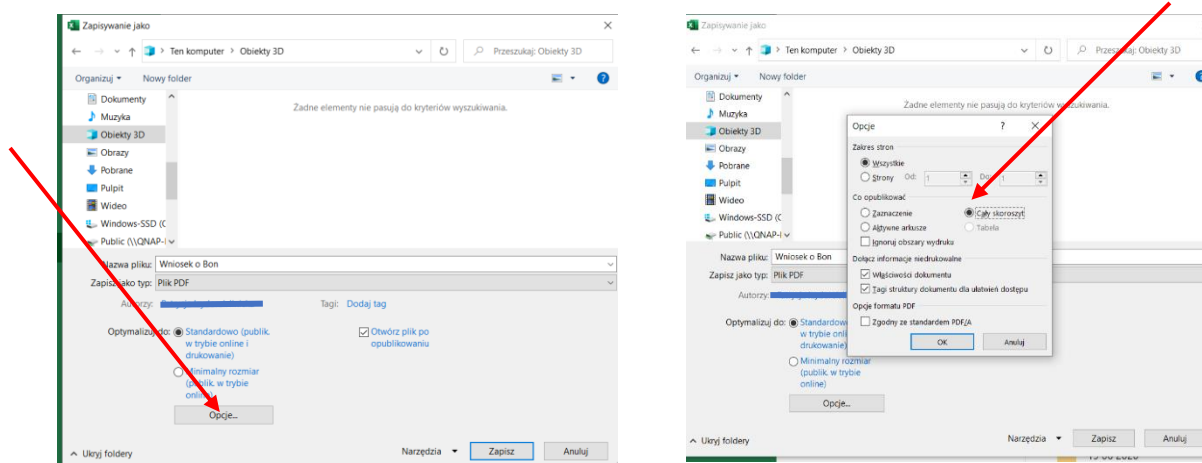 Zapisywanie jako
Ten komputer > Obiekty 3D
Przeszukaj: Obiekty 3D
Organizuj
Nowy folder
Dokumenty
Muzyka
Obiekty 3D
Obrazy
Pobrane
Pulpit
Wideo
Windows-SSD (C
Public (\\QNAP-
Żadne elementy nie pasują do kryteriów wyszukiwania.
Nazwa pliku: Wniosek o Bon
Zapisz jako typ: Plik PDF
Autorzy:
Tagi: Dodaj tag
Optymalizuj do:
Standardowo (publik.
w trybie online i
drukowanie)
Minimalny rozmiar
(publik. w trybie
online)
Otwórz plik po
opublikowaniu
Opcje...
Ukryj foldery
Narzędzia
Zapisz
Anuluj
Zapisywanie jako
Ten komputer > Obiekty 3D
Przeszukaj: Obiekty 3D
Organizuj
Nowy folder
Dokumenty
Muzyka
Obiekty 3D
Obrazy
Pobrane
Pulpit
Wideo
Windows-SSD (C
Public (\\QNAP-
Żadne elementy nie pasują do kryteriów wyszukiwania.
Opcje ? X
Zakres stron
Wszystkie
Strony Od: 1 Do: 1
Co opublikować
Zaznaczenie
Cały skoroszyt
Aktywne arkusze
Tabela
Ignoruj obszary wydruku
Dołącz informacje niedrukowalne
Właściwości dokumentu
Tagi struktury dokumentu dla ułatwień dostępu
Opcje formatu PDF
Zgodny ze standardem PDF/A
OK
Anuluj
Nazwa pliku: Wniosek o Bon
Zapisz jako typ: Plik PDF
Autorzy:
Optymalizuj do:
Standardowo
w trybie onli
drukowanie)
Minimalny rozmiar
(publik. w trybie
online)
Opcje...
Ukryj foldery
Narzędzia
Zapisz
Anuluj